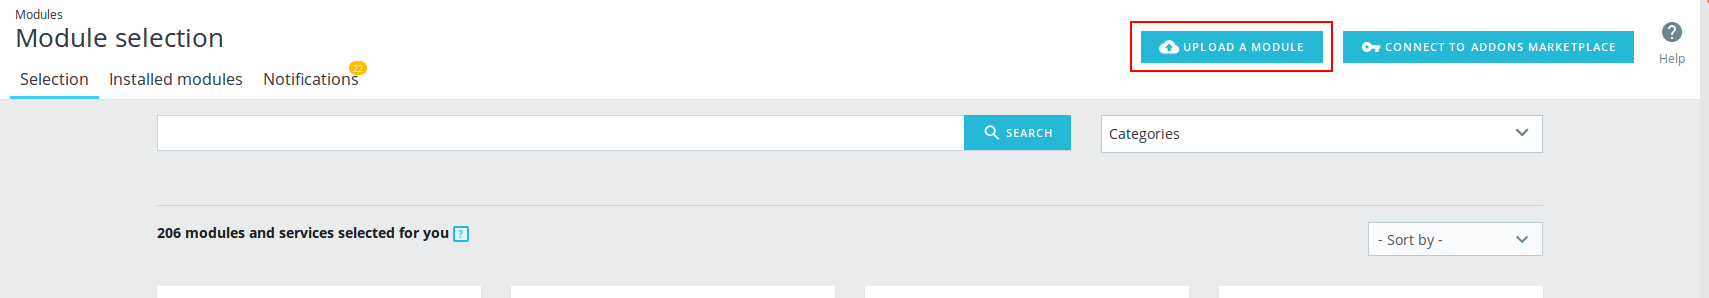 Modules
Module selection
UPLOAD A MODULE
CONNECT TO ADDONS MARKETPLACE
?
Help
Selection
Installed modules
Notifications
22
SEARCH
Categories
206 modules and services selected for you ?
- Sort by -